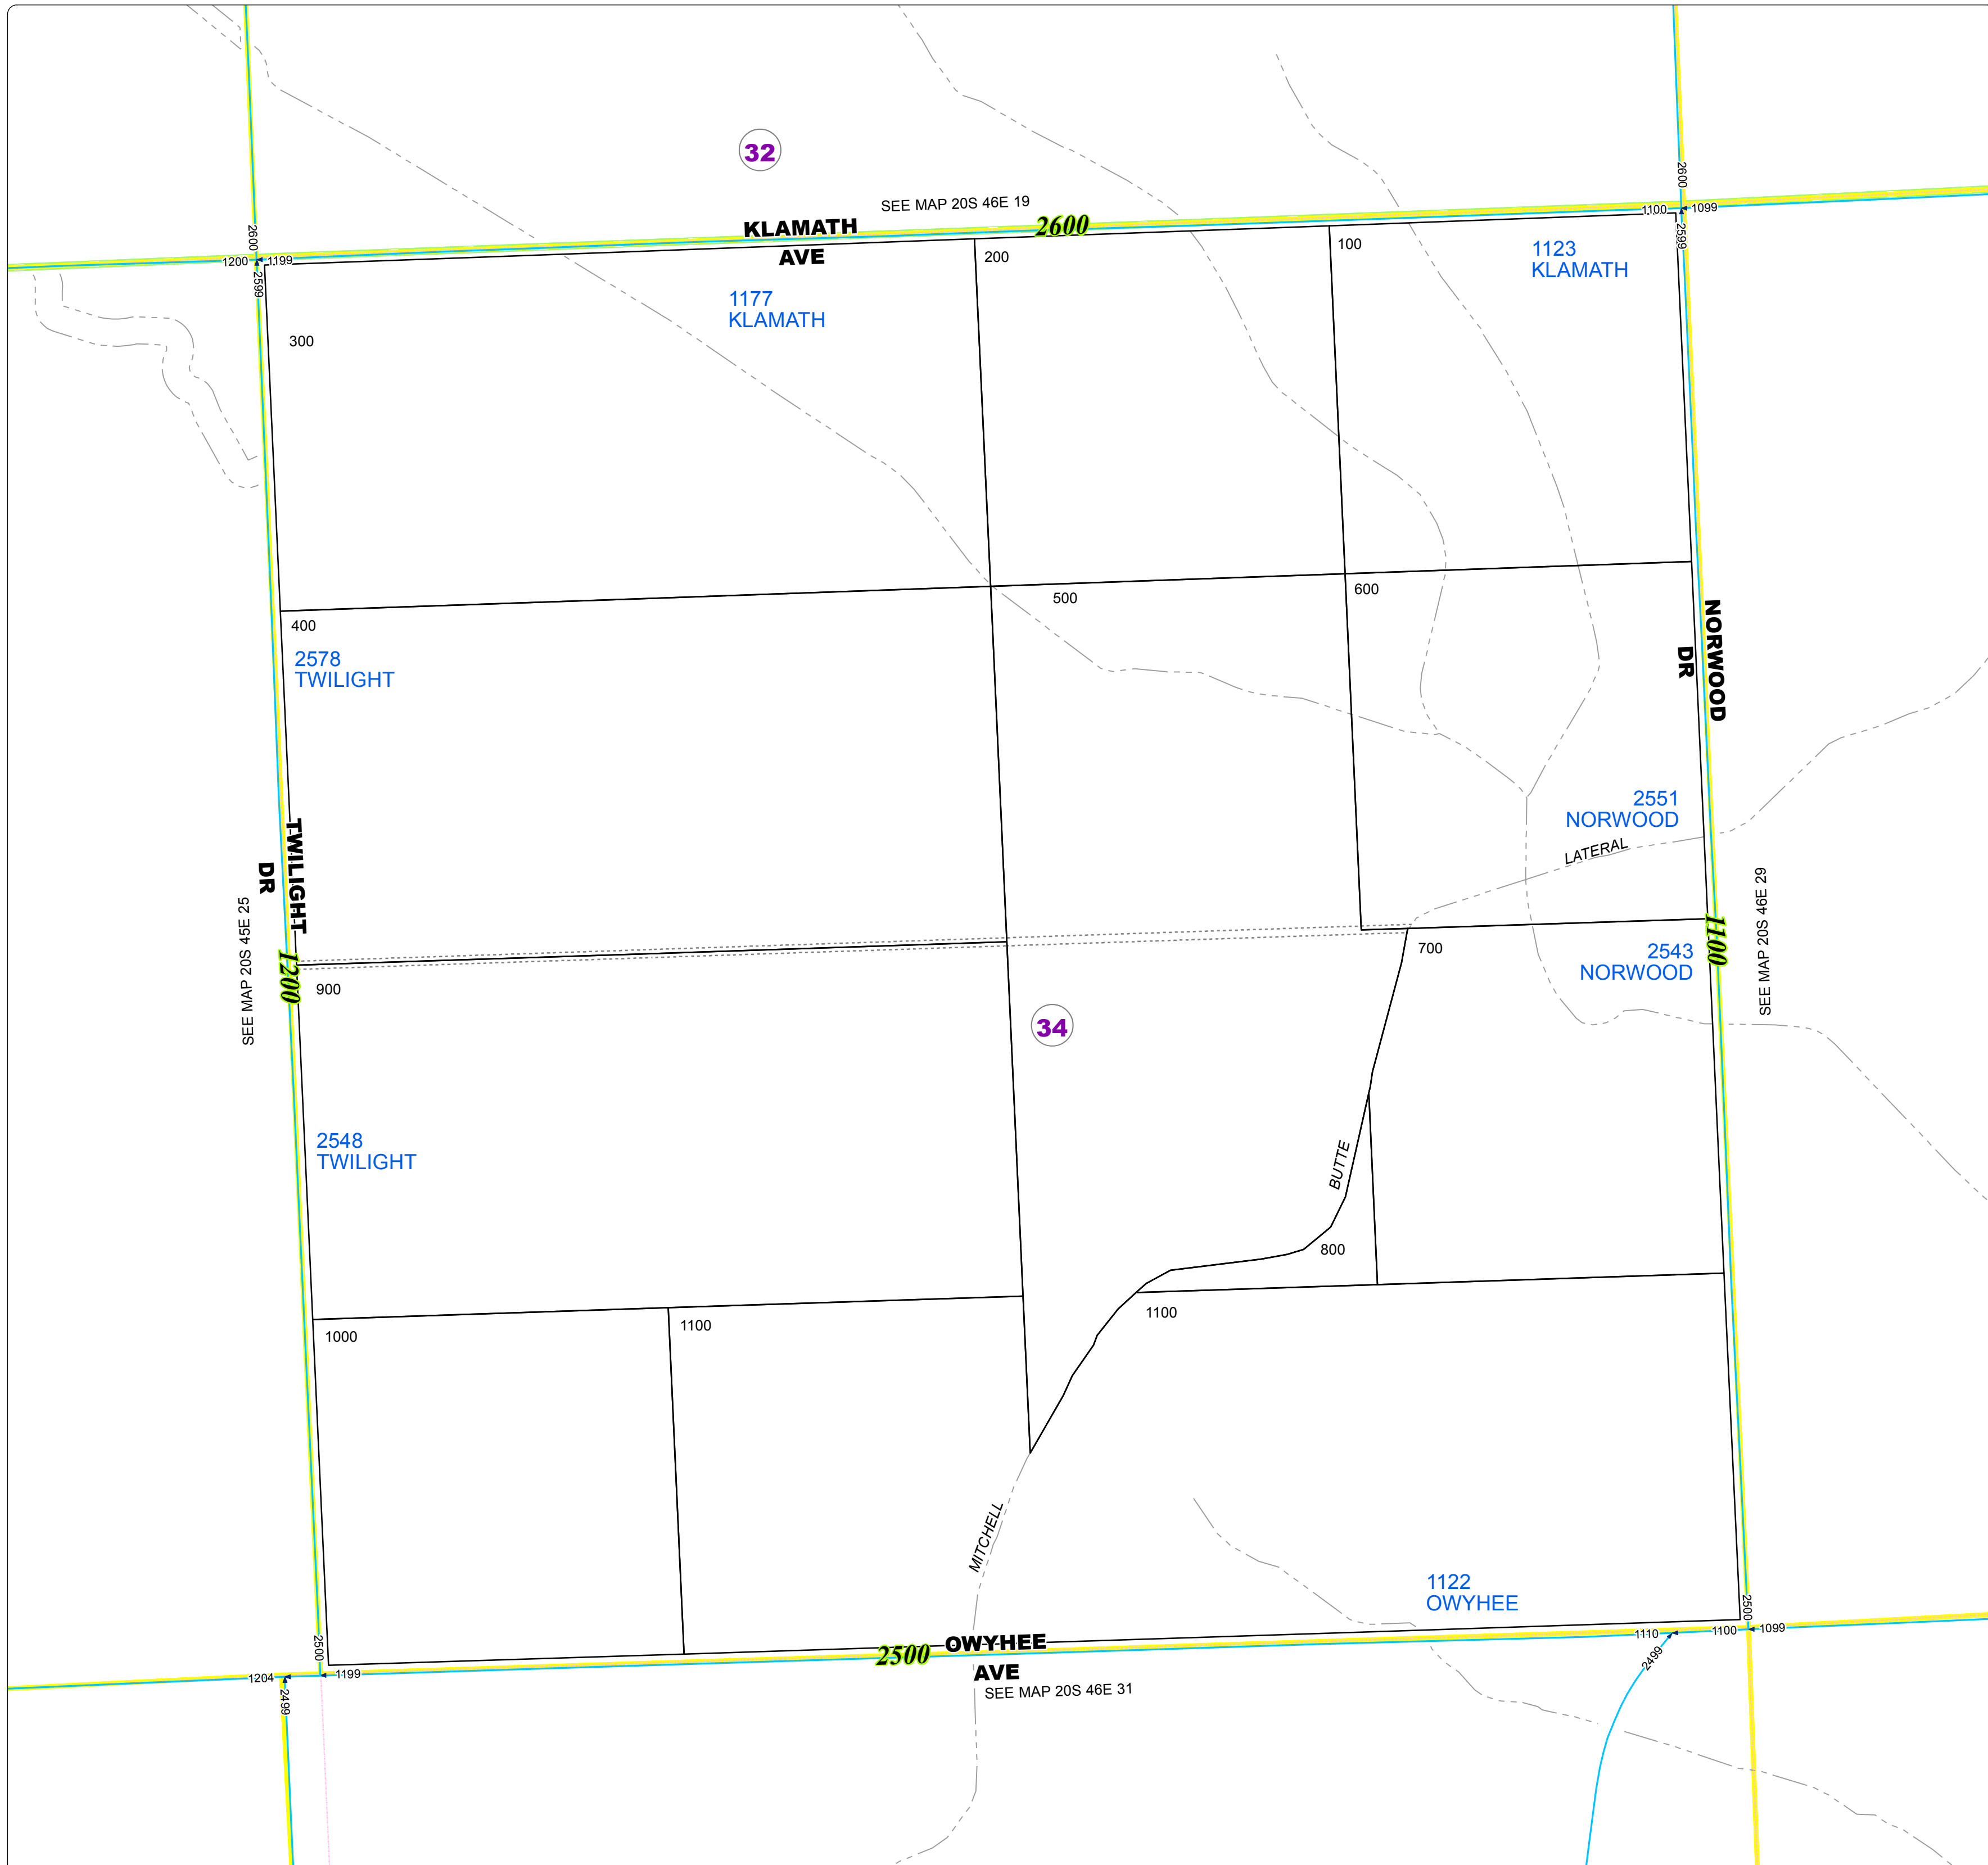 32
SEE MAP 20S 46E 19
KLAMATH
AVE
2600
2600
1200
1199
2599
2600
1100
1099
2599
100
1123
KLAMATH
200
1177
KLAMATH
300
400
2578
TWILIGHT
500
600
NORWOOD
DR
2551
NORWOOD
LATERAL
TWILIGHT
DR
1200
SEE MAP 20S 45E 25
1100
SEE MAP 20S 46E 29
700
2543
NORWOOD
900
34
2548
TWILIGHT
BUTTE
800
1000
1100
1100
MITCHELL
1122
OWYHEE
2500
OWYHEE
AVE
2500
SEE MAP 20S 46E 31
1204
1199
2499
2500
1110
1100
1099
2499